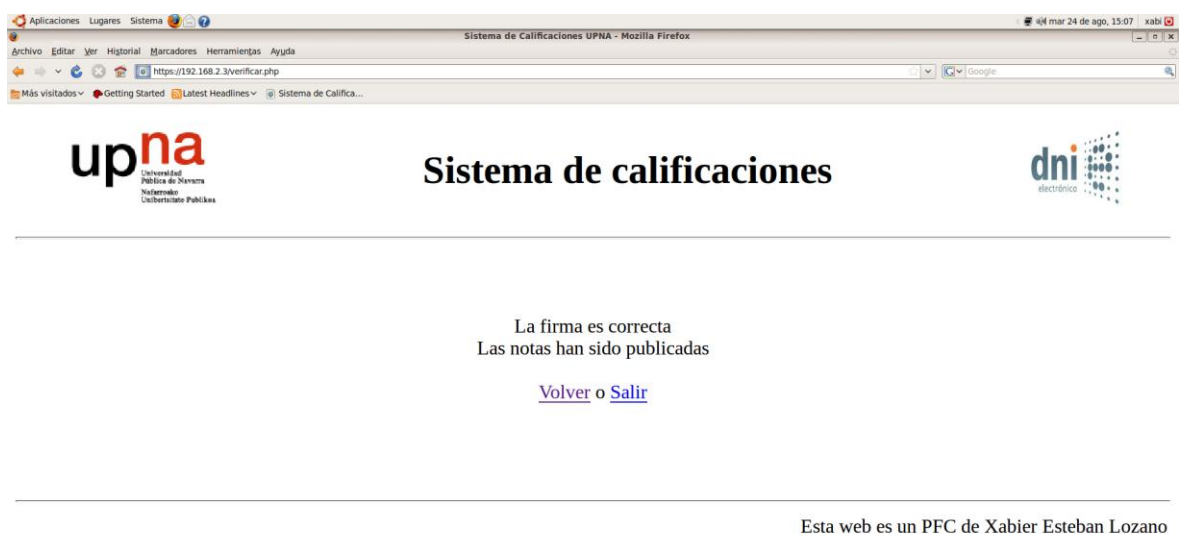 Aplicaciones Lugares Sistema
mar 24 de ago, 15:07 xabi
Sistema de Calificaciones UPNA - Mozilla Firefox
Archivo Editar Ver Historial Marcadores Herramientas Ayuda
https://192.168.2.3/verificar.php
Google
Más visitados Getting Started Latest Headlines Sistema de Califica...
upna
Universidad
Pública de Navarra
Nafarroako
Unibertsitate Publikoa
Sistema de calificaciones
dni
electrónico
La firma es correcta
Las notas han sido publicadas
Volver o Salir
Esta web es un PFC de Xabier Esteban Lozano